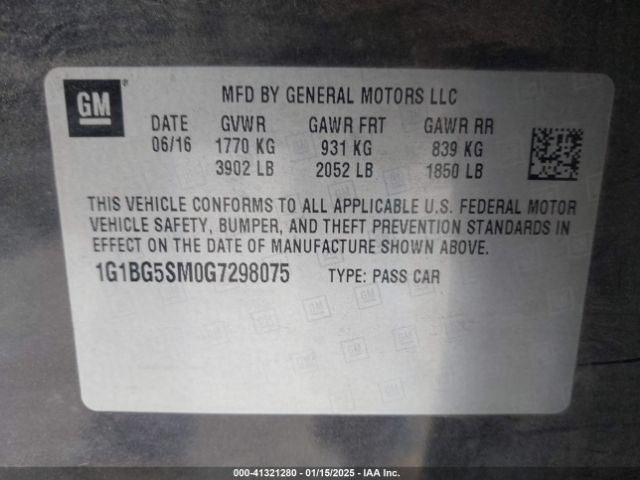 GM®
MFD BY GENERAL MOTORS LLC
DATE GVWR GAWR FRT GAWR RR
06/16 1770 KG 931 KG 839 KG
3902 LB 2052 LB 1850 LB
THIS VEHICLE CONFORMS TO ALL APPLICABLE U.S. FEDERAL MOTOR
VEHICLE SAFETY, BUMPER, AND THEFT PREVENTION STANDARDS IN
EFFECT ON THE DATE OF MANUFACTURE SHOWN ABOVE.
1G1BG5SM0G7298075 TYPE: PASS CAR
000-41321280 - 01/15/2025 - IAA Inc.